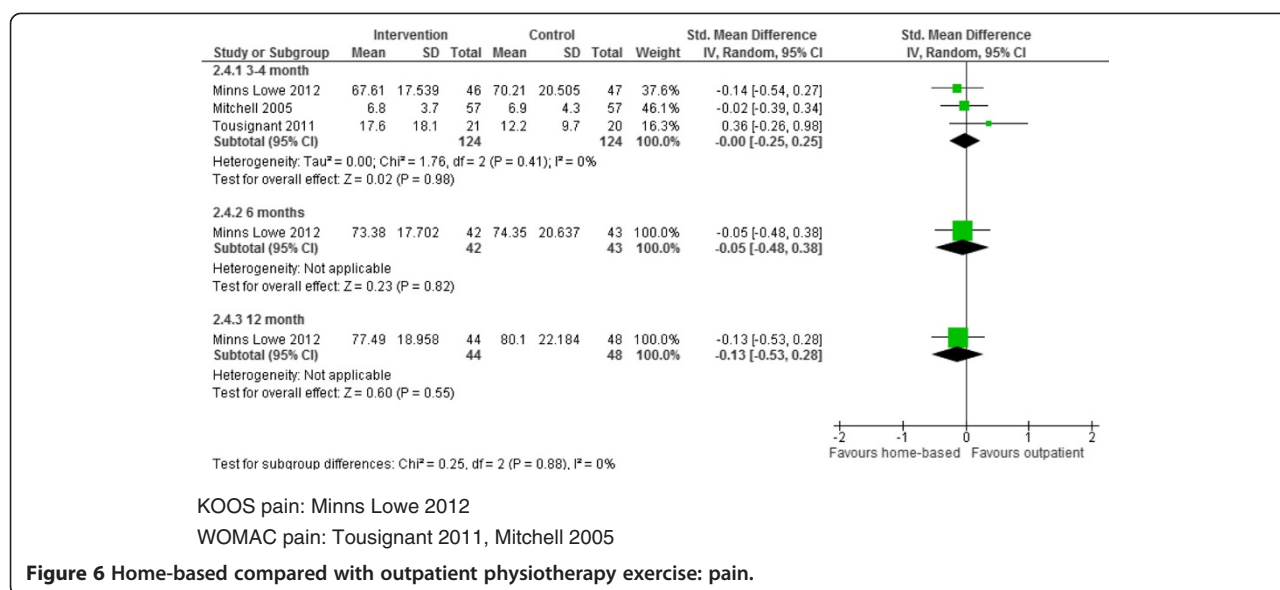 Intervention Control Std. Mean Difference Std. Mean Difference
Study or Subgroup Mean SD Total Mean SD Total Weight IV, Random, 95% CI IV, Random, 95% CI
2.4.1 3-4 month
Minns Lowe 2012 67.61 17.539 46 70.21 20.505 47 37.6% -0.14 [-0.54, 0.27]
Mitchell 2005 6.8 3.7 57 6.9 4.3 57 46.1% -0.02 [-0.39, 0.34]
Tousignant 2011 17.6 18.1 21 12.2 9.7 20 16.3% 0.36 [-0.26, 0.98]
Subtotal (95% CI) 124 124 100.0% -0.00 [-0.25, 0.25]
Heterogeneity: Tau² = 0.00; Chi² = 1.76, df = 2 (P = 0.41); I² = 0%
Test for overall effect: Z = 0.02 (P = 0.98)
2.4.2 6 months
Minns Lowe 2012 73.38 17.702 42 74.35 20.637 43 100.0% -0.05 [-0.48, 0.38]
Subtotal (95% CI) 42 43 100.0% -0.05 [-0.48, 0.38]
Heterogeneity: Not applicable
Test for overall effect: Z = 0.23 (P = 0.82)
2.4.3 12 month
Minns Lowe 2012 77.49 18.958 44 80.1 22.184 48 100.0% -0.13 [-0.53, 0.28]
Subtotal (95% CI) 44 48 100.0% -0.13 [-0.53, 0.28]
Heterogeneity: Not applicable
Test for overall effect: Z = 0.60 (P = 0.55)
-2 -1 0 1 2
Favours home-based Favours outpatient
Test for subgroup differences: Chi² = 0.25, df = 2 (P = 0.88), I² = 0%
KOOS pain: Minns Lowe 2012
WOMAC pain: Tousignant 2011, Mitchell 2005
Figure 6 Home-based compared with outpatient physiotherapy exercise: pain.